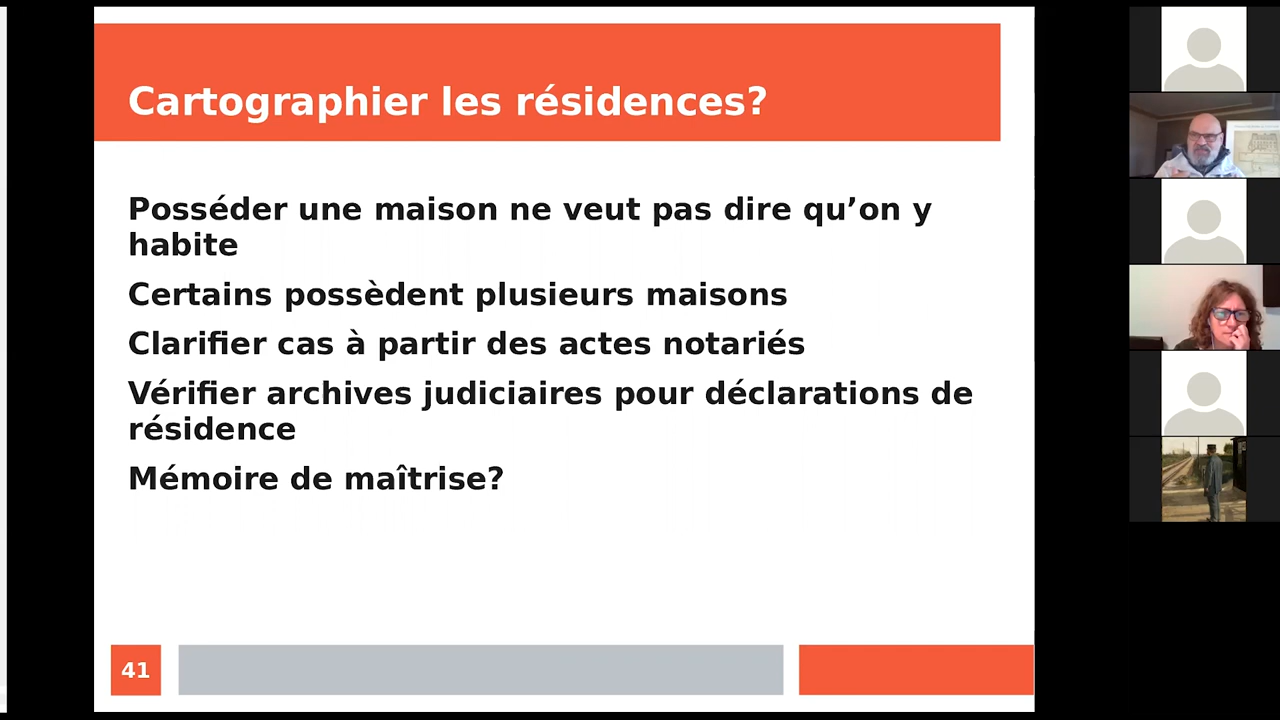 Cartographier les résidences?
Posséder une maison ne veut pas dire qu’on y
habite
Certains possèdent plusieurs maisons
Clarifier cas à partir des actes notariés
Vérifier archives judiciaires pour déclarations de
résidence
Mémoire de maîtrise?
41